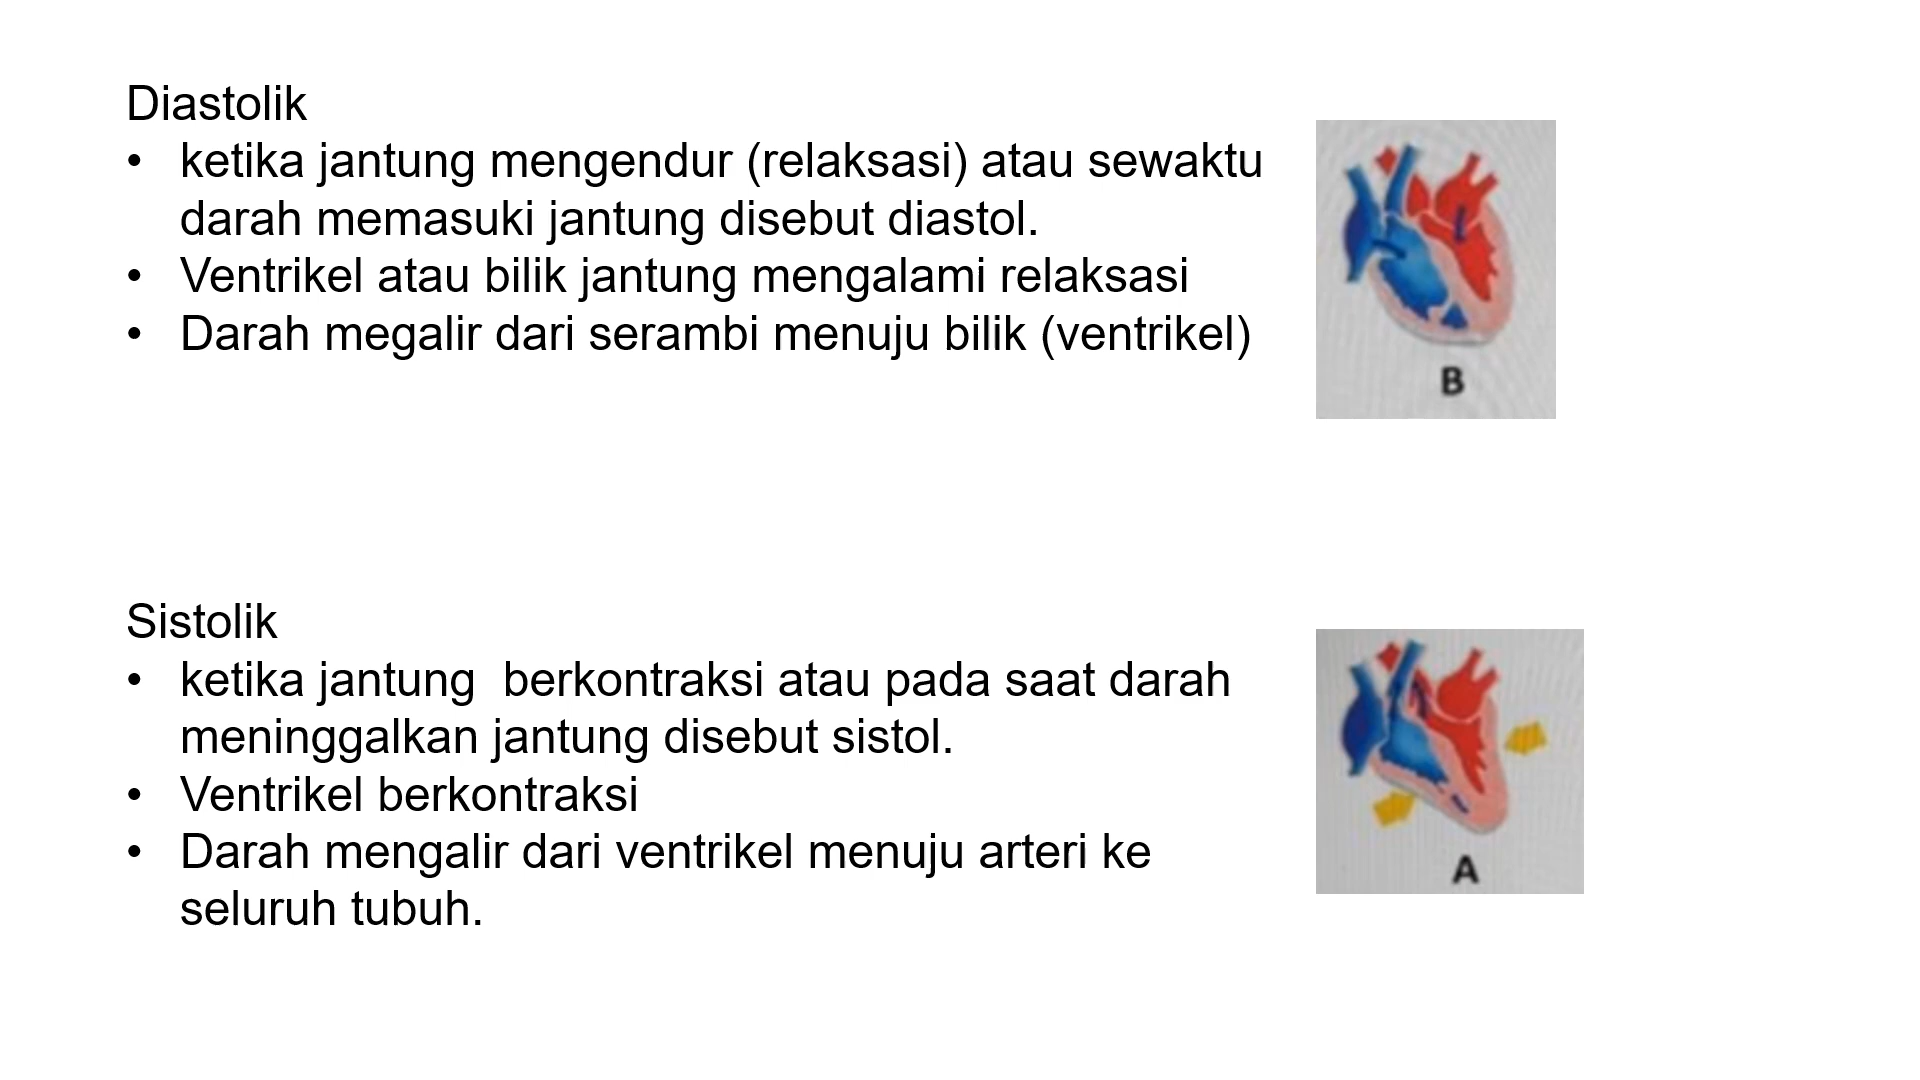 Diastolik
• ketika jantung mengendur (relaksasi) atau sewaktu
darah memasuki jantung disebut diastol.
• Ventrikel atau bilik jantung mengalami relaksasi
• Darah megalir dari serambi menuju bilik (ventrikel)
B
Sistolik
• ketika jantung  berkontraksi atau pada saat darah
meninggalkan jantung disebut sistol.
• Ventrikel berkontraksi
• Darah mengalir dari ventrikel menuju arteri ke
seluruh tubuh.
A